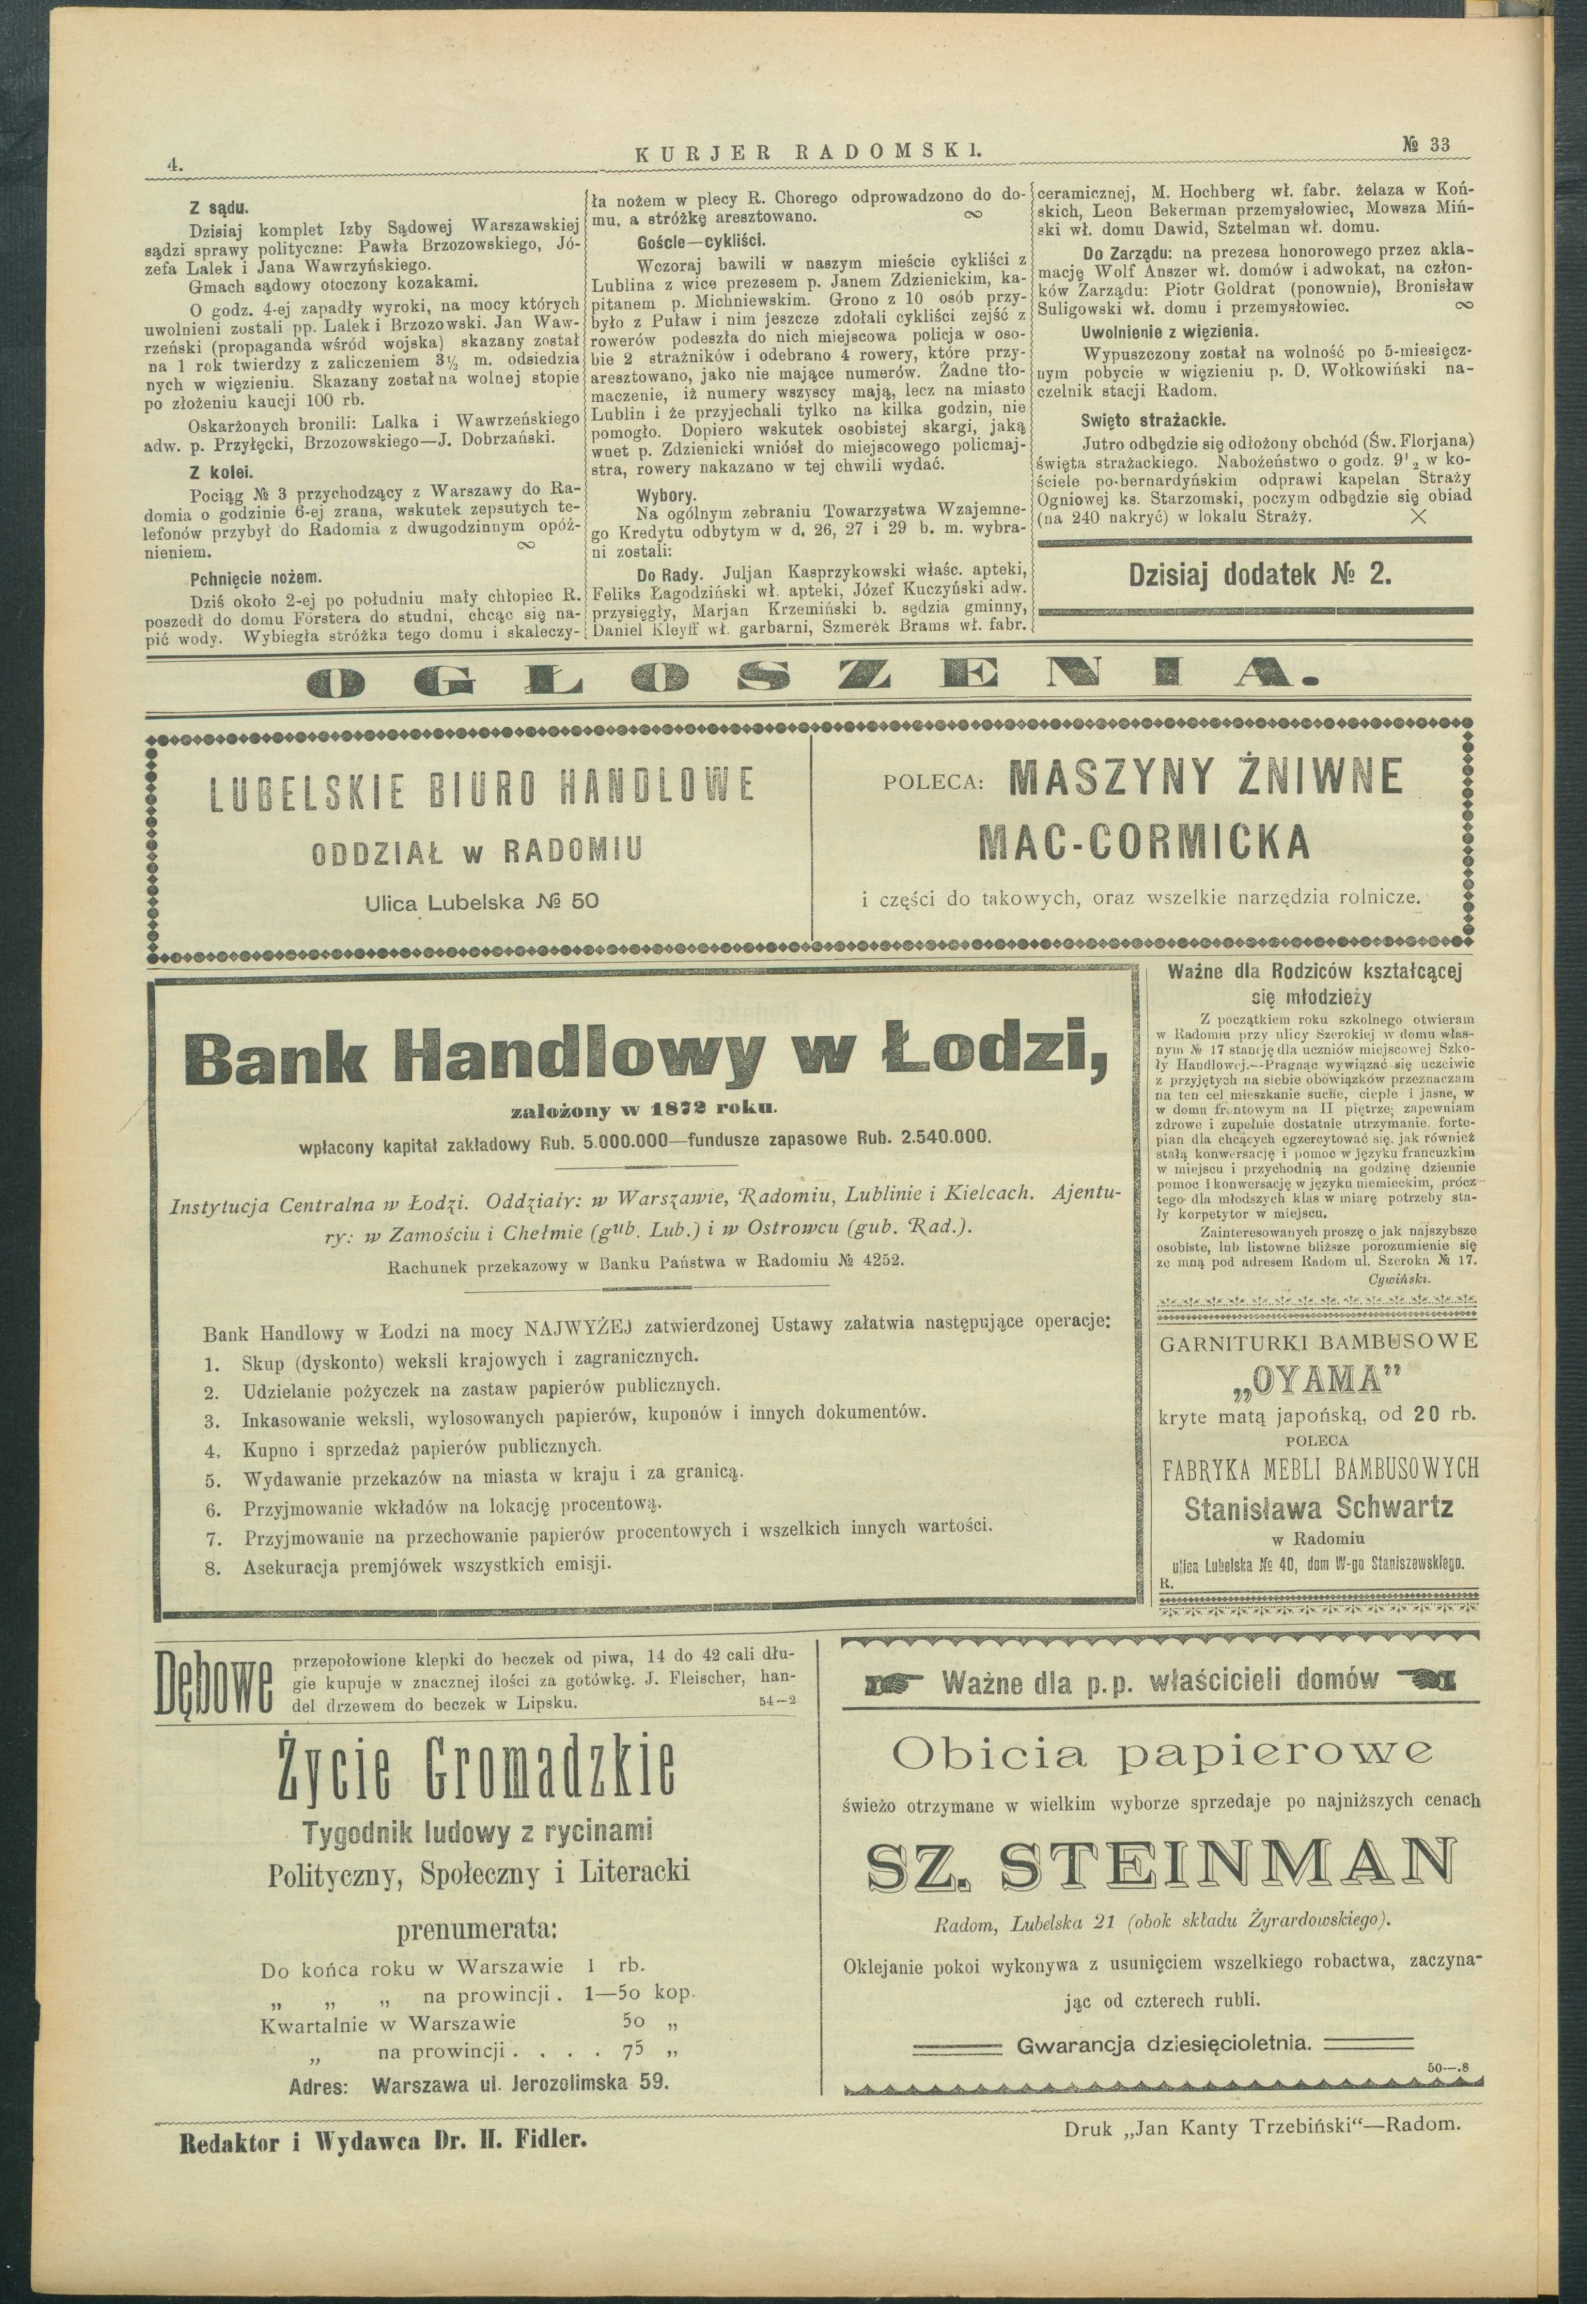 4.
KURJER RADOMSKI.
№ 33
Z sądu.
Dzisiaj komplet Izby Sądowej Warszawskiej
sądzi sprawy polityczne: Pawła Brzozowskiego, Jó-
zefa Lalek i Jana Wawrzyńskiego.
Gmach sądowy otoczony kozakami.
O godz. 4-ej zapadły wyroki, na mocy których
uwolnieni zostali pp. Lalek i Brzozowski. Jan Waw-
rzeński (propaganda wśród wojska) skazany został
na 1 rok twierdzy z zaliczeniem 3½ m. odsiedzia
nych w więzieniu. Skazany został na wolnej stopie
po złożeniu kaucji 100 rb.
Oskarżonych bronili: Lalka i Wawrzeńskiego
adw. p. Przyłęcki, Brzozowskiego—J. Dobrzański.
Z kolei.
Pociąg № 3 przychodzący z Warszawy do Ra-
domia o godzinie 6-ej zrana, wskutek zepsutych te-
lefonów przybył do Radomia z dwugodzinnym opóź-
nieniem. ∞
Pchnięcie nożem.
Dziś około 2-ej po południu mały chłopiec R.
poszedł do domu Förstera do studni, chcąc się na-
pić wody. Wybiegła stróżka tego domu i skaleczy-
ła nożem w plecy R. Chorego odprowadzono do do-
mu, a stróżkę aresztowano. ∞
Goście—cykliści.
Wczoraj bawili w naszym mieście cykliści z
Lublina z wice prezesem p. Janem Zdzienickim, ka-
pitanem p. Michniewskim. Grono z 10 osób przy-
było z Puław i nim jeszcze zdołali cykliści zejść z
rowerów podeszła do nich miejscowa policja w oso-
bie 2 strażników i odebrano 4 rowery, które przy-
aresztowano, jako nie mające numerów. Żadne tło-
maczenie, iż numery wszyscy mają, lecz na miasto
Lublin i że przyjechali tylko na kilka godzin, nie
pomogło. Dopiero wskutek osobistej skargi, jaką
wnet p. Zdzienicki wniósł do miejscowego policmaj-
stra, rowery nakazano w tej chwili wydać.
Wybory.
Na ogólnym zebraniu Towarzystwa Wzajemne-
go Kredytu odbytym w d. 26, 27 i 29 b. m. wybra-
ni zostali:
Do Rady. Juljan Kasprzykowski właśc. apteki,
Feliks Łagodziński wł. apteki, Józef Kuczyński adw.
przysięgły, Marjan Krzemiński b. sędzia gminny,
Daniel Kleyff wł. garbarni, Szmerek Brams wł. fabr.
ceramicznej, M. Hochberg wł. fabr. żelaza w Koń-
skich, Leon Bekerman przemysłowiec, Mowsza Miń-
ski wł. domu Dawid, Sztelman wł. domu.
Do Zarządu: na prezesa honorowego przez akla-
mację Wolf Anszer wł. domów i adwokat, na człon-
ków Zarządu: Piotr Goldrat (ponownie), Bronisław
Suligowski wł. domu i przemysłowiec. ∞
Uwolnienie z więzienia.
Wypuszczony został na wolność po 5-miesięcz-
nym pobycie w więzieniu p. D. Wołkowiński na-
czelnik stacji Radom.
Swięto strażackie.
Jutro odbędzie się odłożony obchód (Św. Florjana)
święta strażackiego. Nabożeństwo o godz. 9½ w ko-
ściele po-bernardyńskim odprawi kapelan Straży
Ogniowej ks. Starzomski, poczym odbędzie się obiad
(na 240 nakryć) w lokalu Straży. ×
Dzisiaj dodatek № 2.
OGŁOSZENIA.
LUBELSKIE BIURO HANDLOWE
ODDZIAŁ w RADOMIU
Ulica Lubelska № 50
POLECA: MASZYNY ŻNIWNE
MAC-CORMICKA
i części do takowych, oraz wszelkie narzędzia rolnicze.
Bank Handlowy w Łodzi,
założony w 1872 roku.
wpłacony kapitał zakładowy Rub. 5.000.000—fundusze zapasowe Rub. 2.540.000.
Instytucja Centralna w Łodzi. Oddziały: w Warszawie, Radomiu, Lublinie i Kielcach. Ajentu-
ry: w Zamościu i Chełmie (gub. Lub.) i w Ostrowcu (gub. Rad.).
Rachunek przekazowy w Banku Państwa w Radomiu № 4252.
Bank Handlowy w Łodzi na mocy NAJWYŻEJ zatwierdzonej Ustawy załatwia następujące operacje:
1. Skup (dyskonto) weksli krajowych i zagranicznych.
2. Udzielanie pożyczek na zastaw papierów publicznych.
3. Inkasowanie weksli, wylosowanych papierów, kuponów i innych dokumentów.
4. Kupno i sprzedaż papierów publicznych.
5. Wydawanie przekazów na miasta w kraju i za granicą.
6. Przyjmowanie wkładów na lokację procentową.
7. Przyjmowanie na przechowanie papierów procentowych i wszelkich innych wartości.
8. Asekuracja premjówek wszystkich emisji.
Ważne dla Rodziców kształcącej
się młodzieży
Z początkiem roku szkolnego otwieram
w Radomiu przy ulicy Szerokiej w domu włas-
nym № 17 stancję dla uczniów miejscowej Szko-
ły Handlowej.—Pragnąc wywiązać się uczciwie
z przyjętych na siebie obowiązków przeznaczam
na ten cel mieszkanie suche, ciepłe i jasne, w
w domu frontowym na II piętrze; zapewniam
zdrowe i zupełnie dostatnie utrzymanie. forte-
pian dla chcących egzercytować się. jak również
stałą konwersację i pomoc w języku francuzkim
w miejscu i przychodnią na godzinę dziennie
pomoc i konwersację w języku niemieckim, prócz
tego dla młodszych klas w miarę potrzeby sta-
ły korpetytor w miejscu.
Zainteresowanych proszę o jak najszybsze
osobiste, lub listowne bliższe porozumienie się
ze mną pod adresem Radom ul. Szeroka № 17.
Cywiński.
GARNITURKI BAMBUSOWE
„OYAMA”
kryte matą japońską, od 20 rb.
POLECA
FABRYKA MEBLI BAMBUSOWYCH
Stanisława Schwartz
w Radomiu
ulica Lubelska № 40, dom W-go Staniszewskiego.
R.
Dębowe
przepołowione klepki do beczek od piwa, 14 do 42 cali dłu-
gie kupuje w znacznej ilości za gotówkę. J. Fleischer, han-
del drzewem do beczek w Lipsku. 54—2
Życie Gromadzkie
Tygodnik ludowy z rycinami
Polityczny, Społeczny i Literacki
prenumerata:
Do końca roku w Warszawie 1 rb.
„ „ „ na prowincji . 1—50 kop.
Kwartalnie w Warszawie 50 „
„ na prowincji . . . . 75 „
Adres: Warszawa ul. Jerozolimska 59.
Ważne dla p.p. właścicieli domów
Obicia papierowe
świeżo otrzymane w wielkim wyborze sprzedaje po najniższych cenach
SZ. STEINMAN
Radom, Lubelska 21 (obok składu Żyrardowskiego).
Oklejanie pokoi wykonywa z usunięciem wszelkiego robactwa, zaczyna-
jąc od czterech rubli.
Gwarancja dziesięcioletnia.
50—.8
Redaktor i Wydawca Dr. H. Fidler.
Druk „Jan Kanty Trzebiński“—Radom.